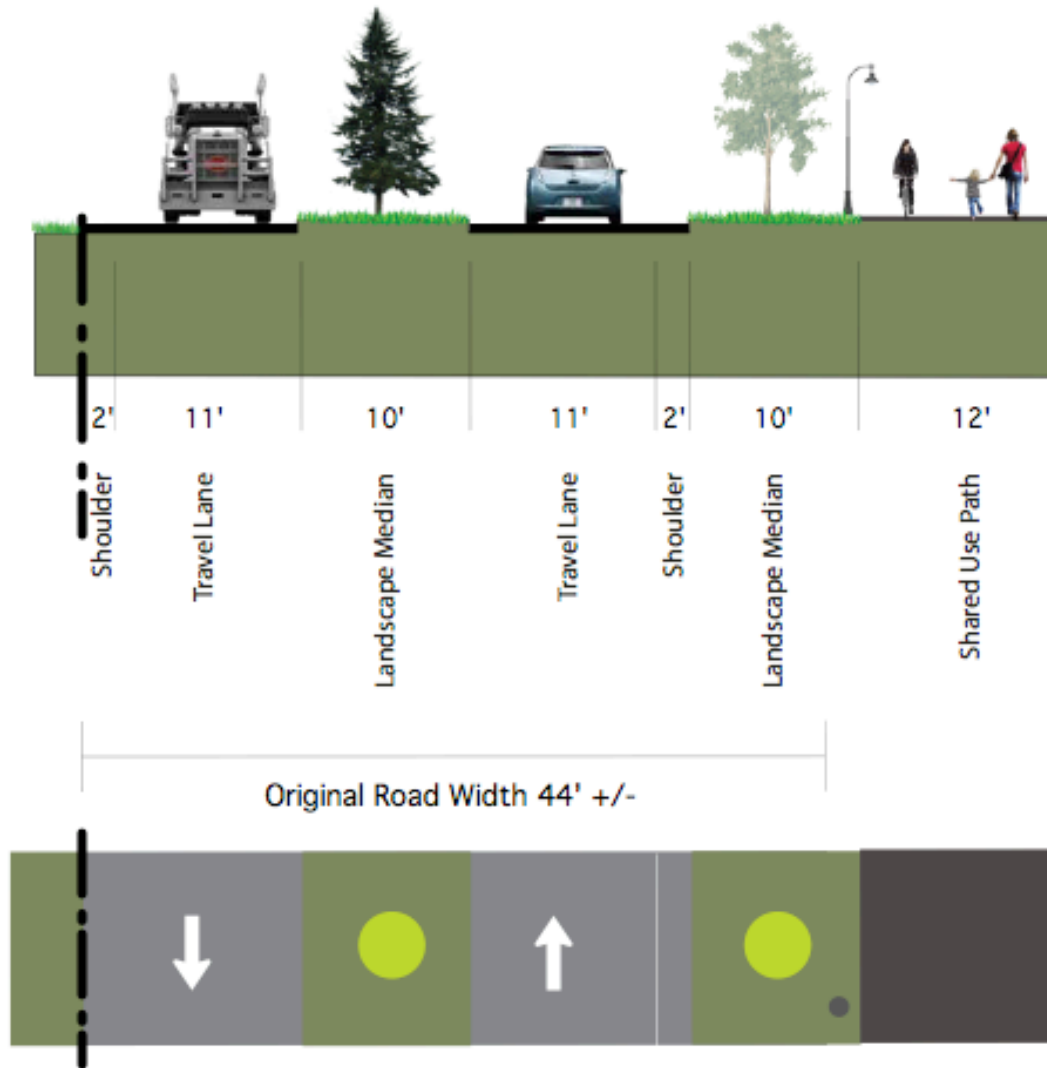 2' 11' 10' 11' 2' 10' 12'
Shoulder
Travel Lane
Landscape Median
Travel Lane
Shoulder
Landscape Median
Shared Use Path
Original Road Width 44' +/-